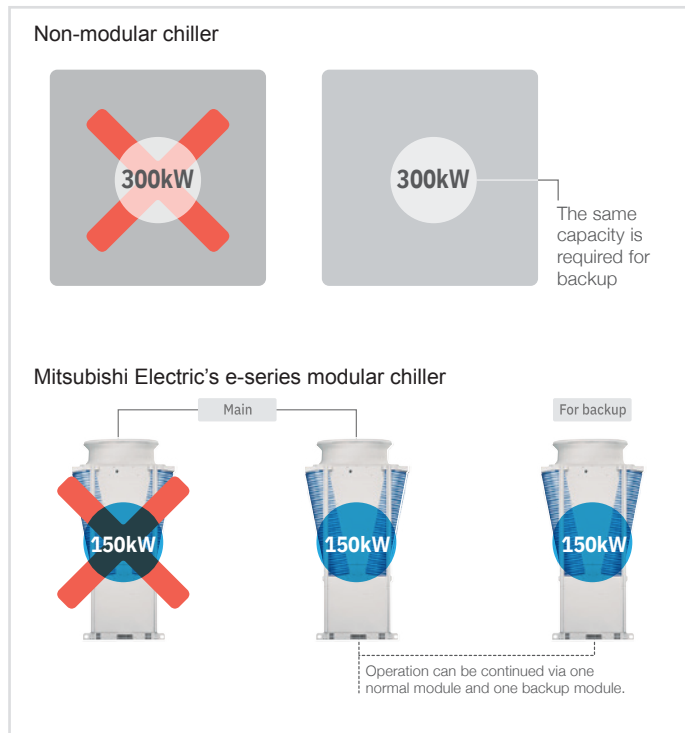 Non-modular chiller
300kW
300kW
The same
capacity is
required for
backup
Mitsubishi Electric's e-series modular chiller
Main
For backup
150kW
150kW
150kW
Operation can be continued via one
normal module and one backup module.